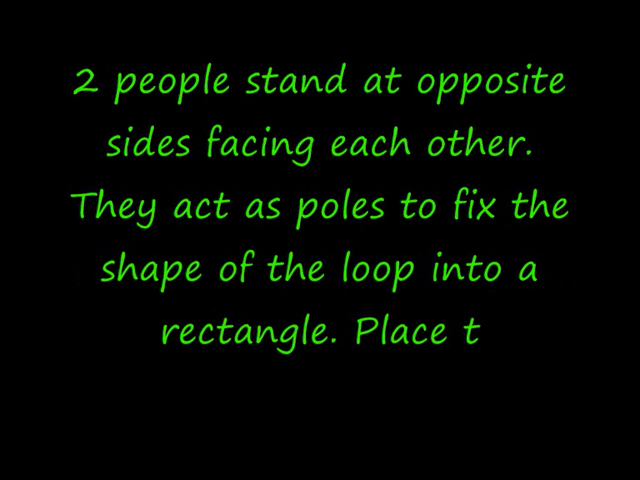 2 people stand at opposite
sides facing each other.
They act as poles to fix the
shape of the loop into a
rectangle. Place t